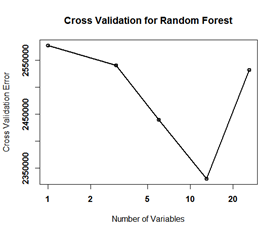 Cross Validation for Random Forest
Cross Validation Error
2550000
2450000
2350000
1 2 5 10 20
Number of Variables